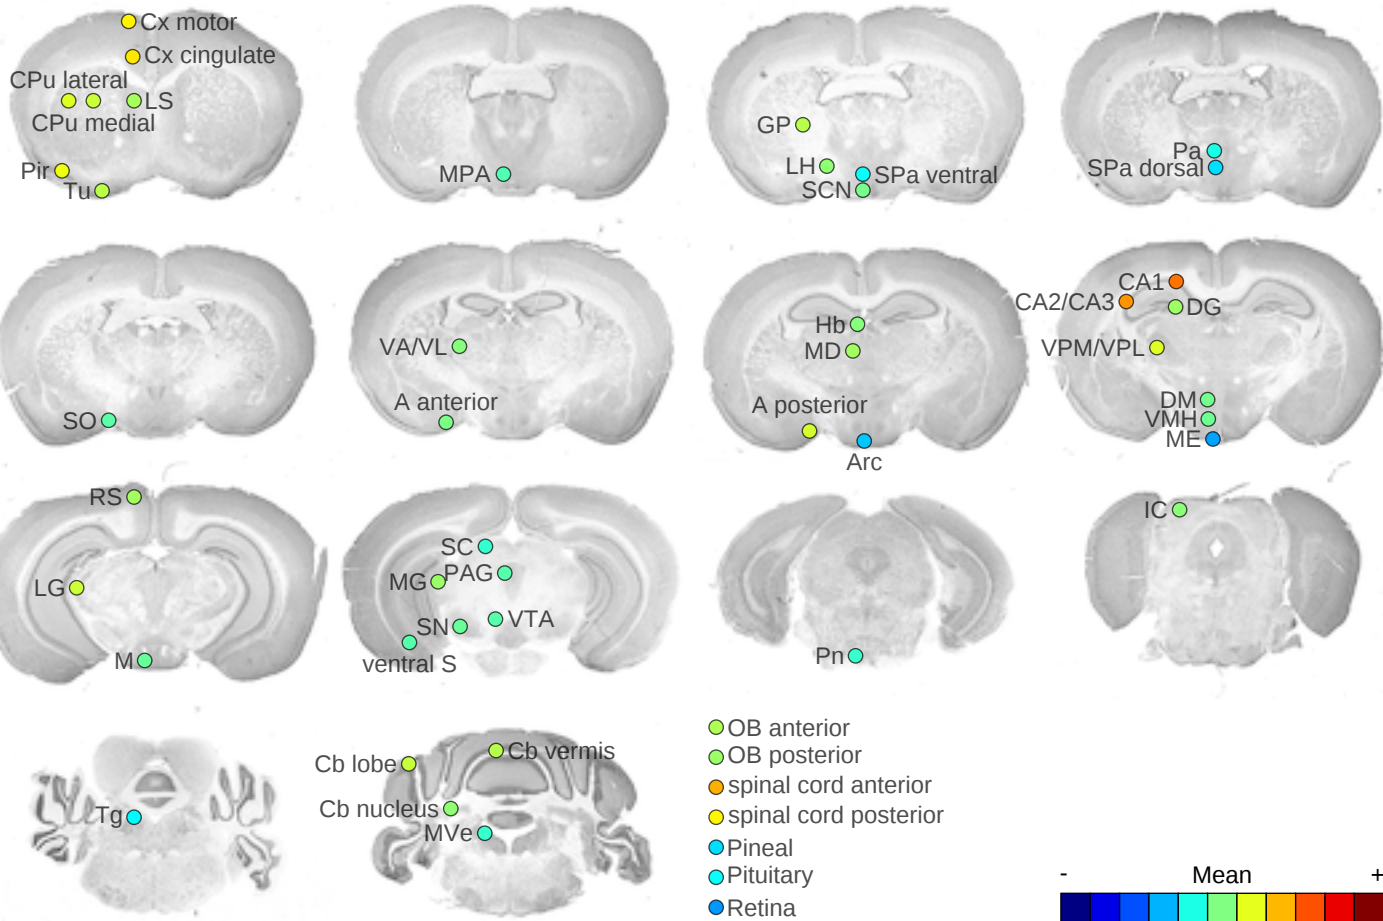 Cx motor
Cx cingulate
CPu lateral
LS
CPu medial
Pir
Tu
MPA
GP
LH
SPa ventral
SCN
Pa
SPa dorsal
SO
VA/VL
A anterior
Hb
MD
A posterior
Arc
CA1
CA2/CA3
DG
VPM/VPL
DM
VMH
ME
RS
LG
M
SC
PAG
MG
VTA
SN
ventral S
Pn
IC
Tg
Cb lobe
Cb vermis
Cb nucleus
MVe
OB anterior
OB posterior
spinal cord anterior
spinal cord posterior
Pineal
Pituitary
Retina
- Mean +